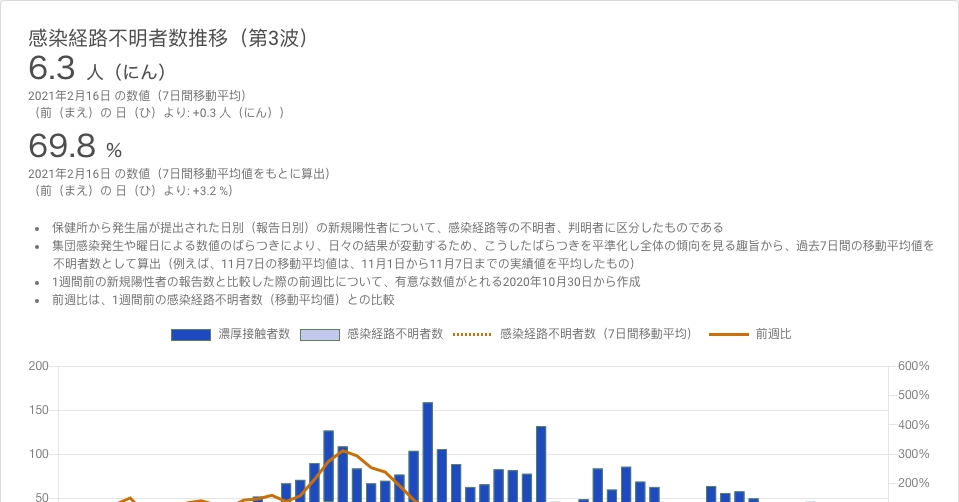 感染経路不明者数推移（第3波）
6.3 人（にん）
2021年2月16日 の数値（7日間移動平均）
（前（まえ）の 日（ひ）より: +0.3 人（にん））
69.8 %
2021年2月16日 の数値（7日間移動平均値をもとに算出）
（前（まえ）の 日（ひ）より: +3.2 %）
• 保健所から発生届が提出された日別（報告日別）の新規陽性者について、感染経路等の不明者、判明者に区分したものである
• 集団感染発生や曜日による数値のばらつきにより、日々の結果が変動するため、こうしたばらつきを平準化し全体の傾向を見る趣旨から、過去7日間の移動平均値を
不明者数として算出（例えば、11月7日の移動平均値は、11月1日から11月7日までの実績値を平均したもの）
• 1週間前の新規陽性者の報告数と比較した際の前週比について、有意な数値がとれる2020年10月30日から作成
• 前週比は、1週間前の感染経路不明者数（移動平均値）との比較
濃厚接触者数 感染経路不明者数 感染経路不明者数（7日間移動平均） 前週比
200 600%
500%
150
400%
100 300%
200%
50